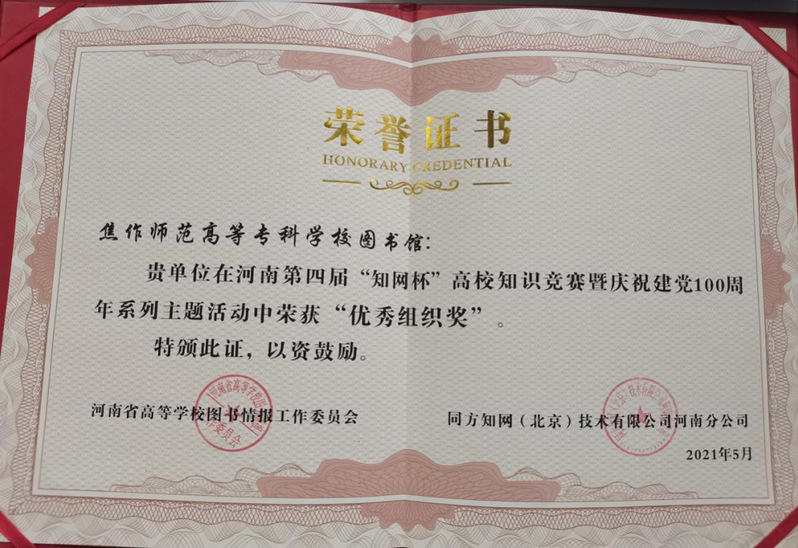 荣誉证书
HONORARY CREDENTIAL
焦作师范高等专科学校图书馆：
贵单位在河南第四届“知网杯”高校知识竞赛暨庆祝建党100周
年系列主题活动中荣获“优秀组织奖”。
特颁此证，以资鼓励。
河南省高等学校图书情报工作委员会
同方知网（北京）技术有限公司河南分公司
2021年5月